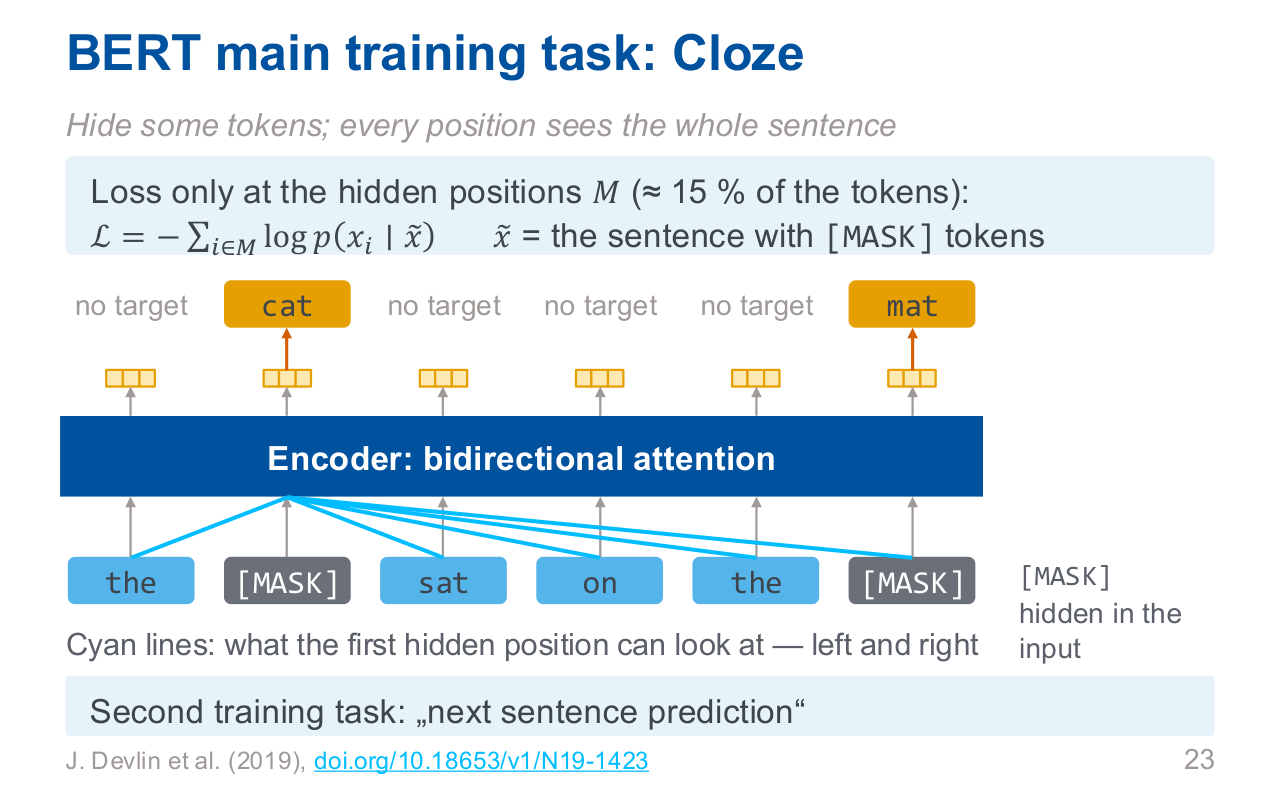 BERT main training task: Cloze
Hide some tokens; every position sees the whole sentence
Loss only at the hidden positions M (≈ 15 % of the tokens):
ℒ = − ∑_{i∈M} log p(x_i ∣ x̃)  x̃ = the sentence with [MASK] tokens
no target cat no target no target no target mat
Encoder: bidirectional attention
the [MASK] sat on the [MASK]
[MASK]
hidden in the
input
Cyan lines: what the first hidden position can look at — left and right
Second training task: „next sentence prediction“
J. Devlin et al. (2019), doi.org/10.18653/v1/N19-1423
23